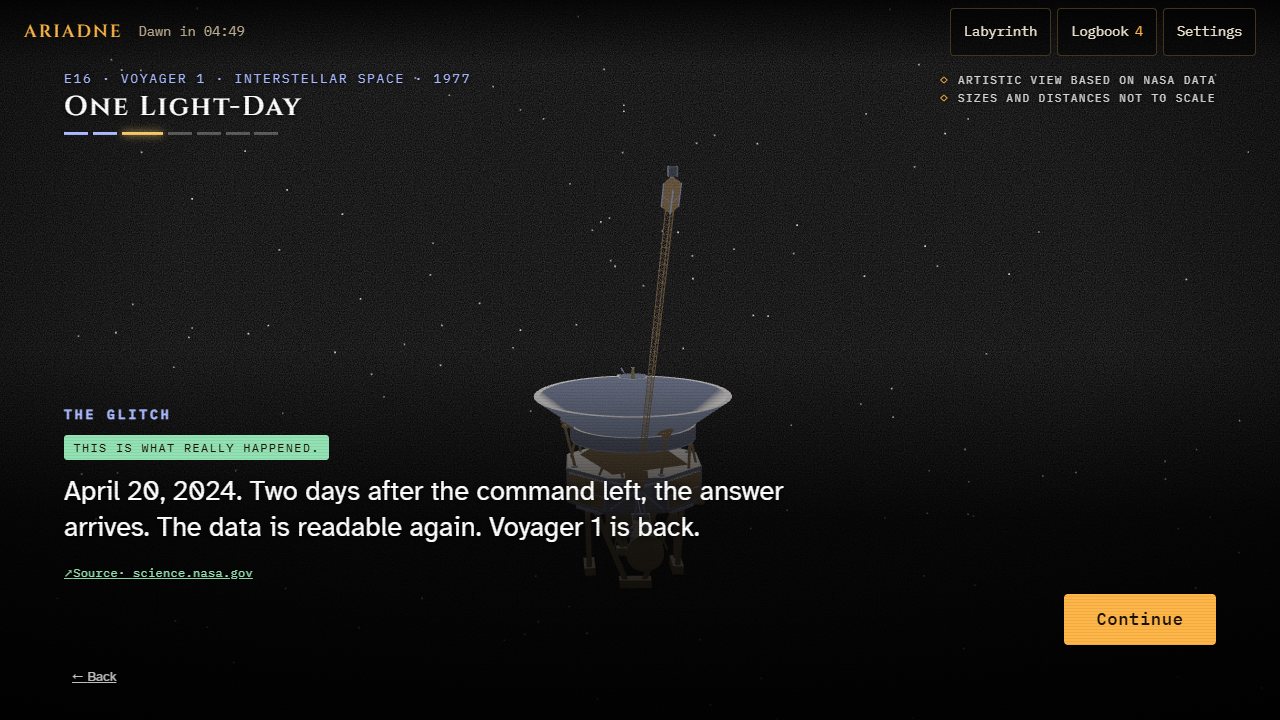 ARIADNE Dawn in 04:49 Labyrinth Logbook 4 Settings
E16 · VOYAGER 1 · INTERSTELLAR SPACE · 1977
One Light-Day
◇ ARTISTIC VIEW BASED ON NASA DATA
◇ SIZES AND DISTANCES NOT TO SCALE
THE GLITCH
THIS IS WHAT REALLY HAPPENED.
April 20, 2024. Two days after the command left, the answer
arrives. The data is readable again. Voyager 1 is back.
↗Source· science.nasa.gov
Continue
← Back